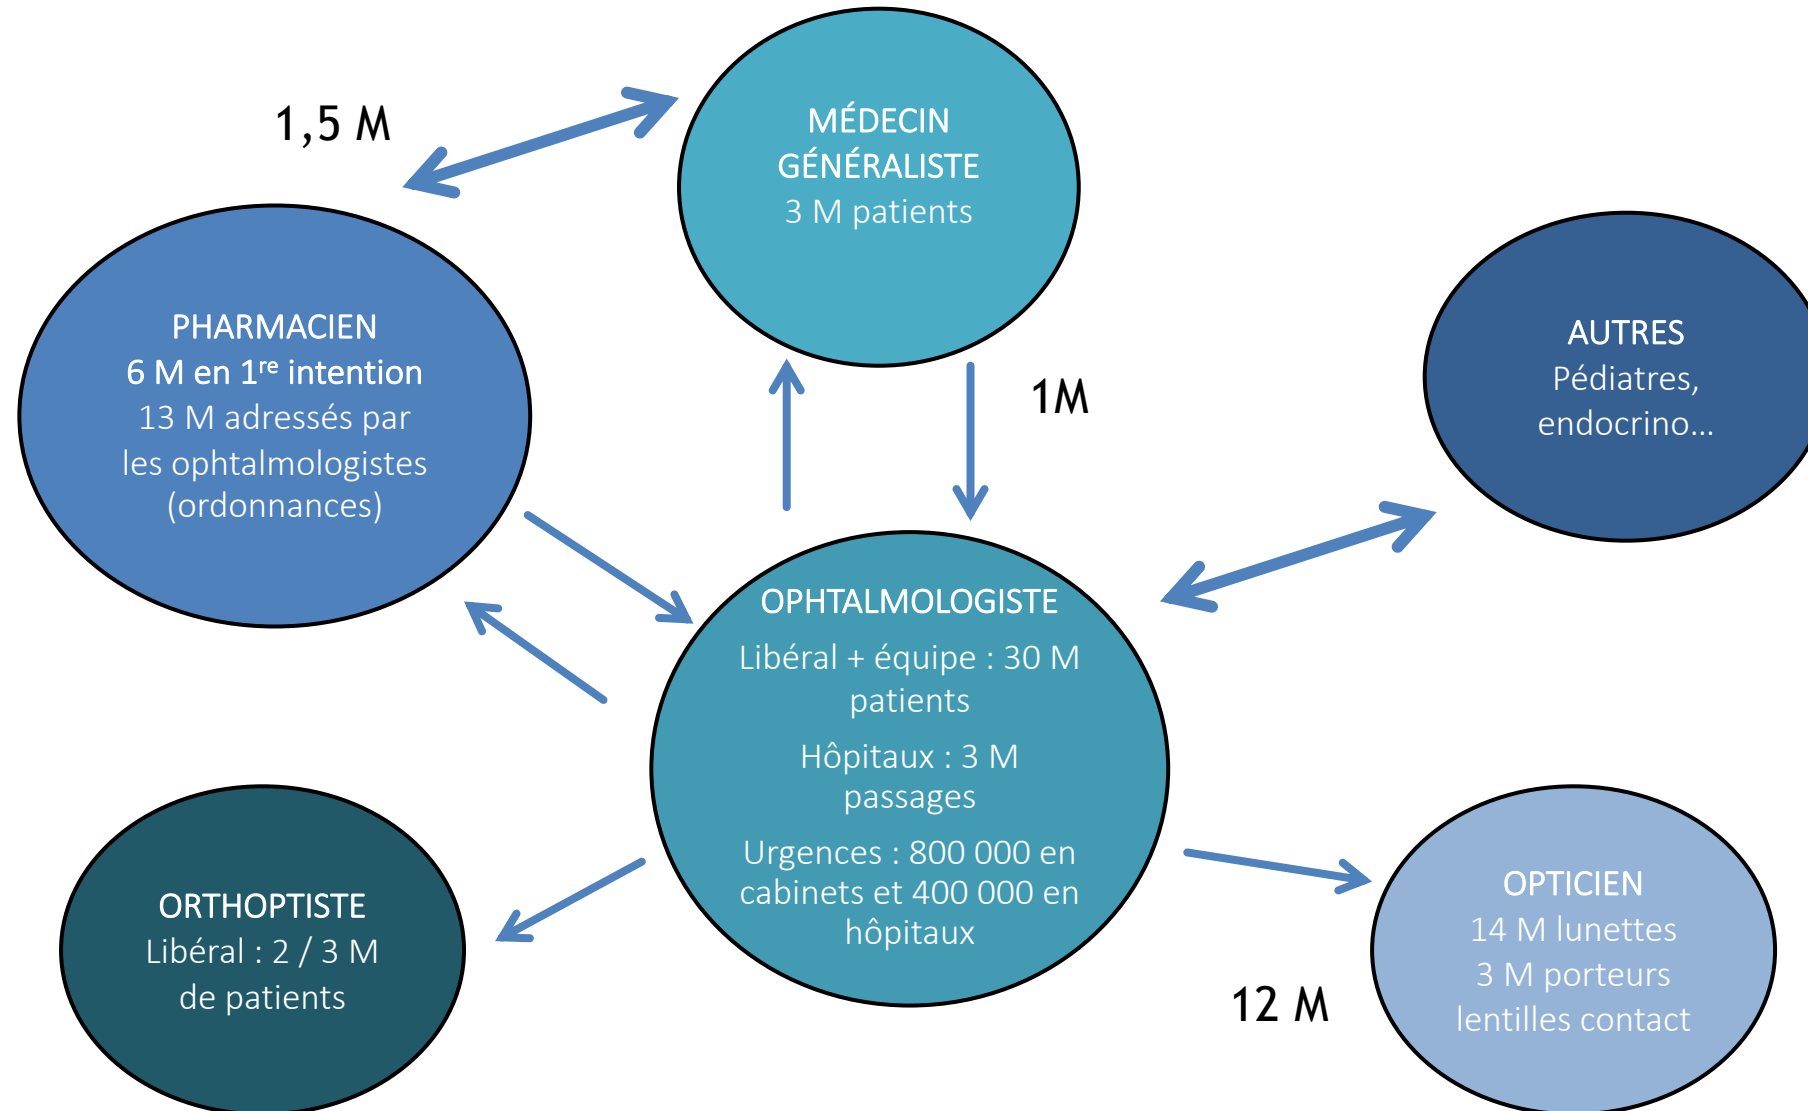 1,5 M
MÉDECIN
GÉNÉRALISTE
3 M patients
PHARMACIEN
6 M en 1re intention
13 M adressés par
les ophtalmologistes
(ordonnances)
AUTRES
Pédiatres,
endocrino...
1M
OPHTALMOLOGISTE
Libéral + équipe : 30 M
patients
Hôpitaux : 3 M
passages
Urgences : 800 000 en
cabinets et 400 000 en
hôpitaux
ORTHOPTISTE
Libéral : 2 / 3 M
de patients
12 M
OPTICIEN
14 M lunettes
3 M porteurs
lentilles contact